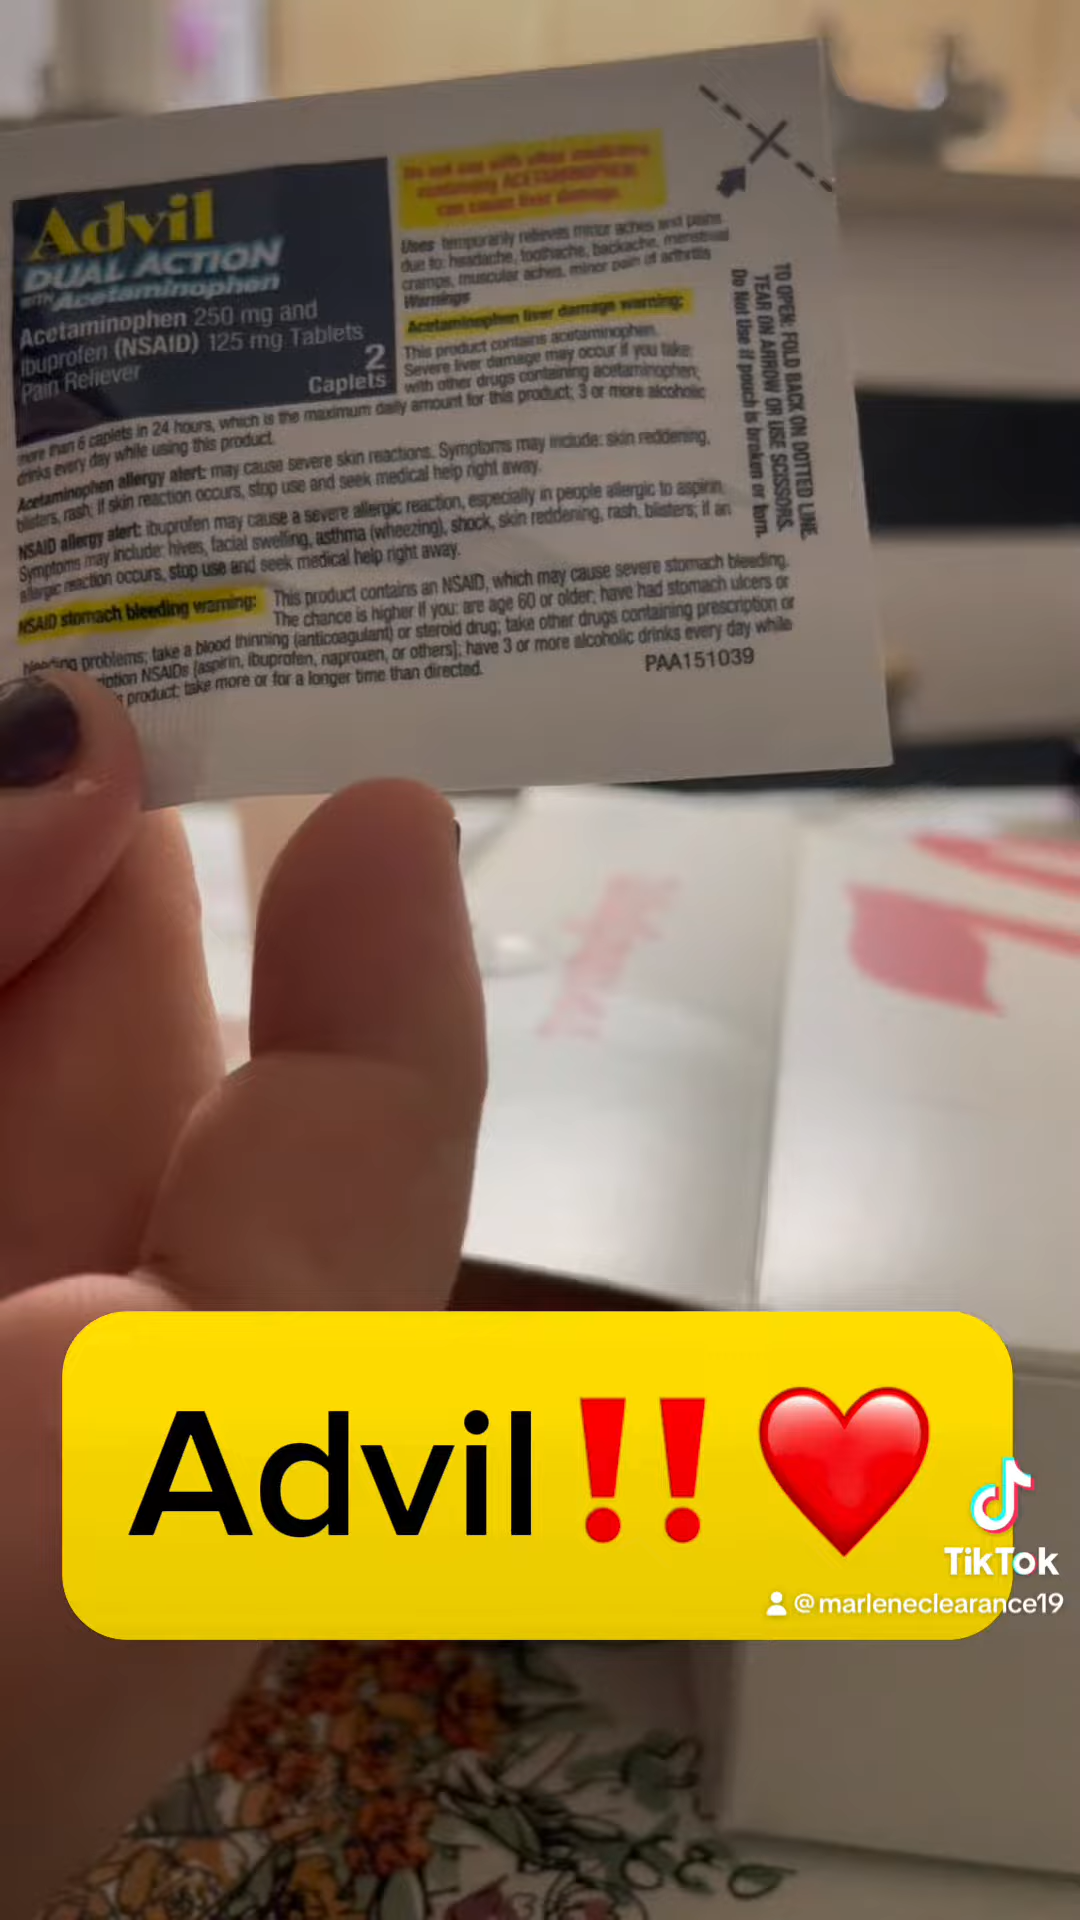 Advil
DUAL ACTION
WITH Acetaminophen
Acetaminophen 250 mg and
Ibuprofen (NSAID) 125 mg Tablets
Pain Reliever
2
Caplets
Do not use with other medicines
containing ACETAMINOPHEN
can cause liver damage.
Uses temporarily relieves minor aches and pains
due to: headache, toothache, backache, menstrual
cramps, muscular aches, minor pain of arthritis
Warnings
Acetaminophen liver damage warning:
This product contains acetaminophen.
Severe liver damage may occur if you take:
with other drugs containing acetaminophen;
more than 6 caplets in 24 hours, which is the maximum daily amount for this product; 3 or more alcoholic
drinks every day while using this product.
Acetaminophen allergy alert: may cause severe skin reactions. Symptoms may include: skin reddening,
blisters, rash; if skin reaction occurs, stop use and seek medical help right away.
NSAID allergy alert: ibuprofen may cause a severe allergic reaction, especially in people allergic to aspirin.
Symptoms may include: hives, facial swelling, asthma (wheezing), shock, skin reddening, rash, blisters; if an
allergic reaction occurs, stop use and seek medical help right away.
NSAID stomach bleeding warning: This product contains an NSAID, which may cause severe stomach bleeding.
The chance is higher if you: are age 60 or older; have had stomach ulcers or
bleeding problems; take a blood thinning (anticoagulant) or steroid drug; take other drugs containing prescription or
ription NSAIDs (aspirin, ibuprofen, naproxen, or others); have 3 or more alcoholic drinks every day while
product; take more or for a longer time than directed.
PAA151039
TO OPEN: FOLD BACK ON DOTTED LINE.
TEAR ON ARROW OR USE SCISSORS.
Do Not Use if pouch is broken or torn.
Advil‼️❤️
TikTok
@marleneclearance19